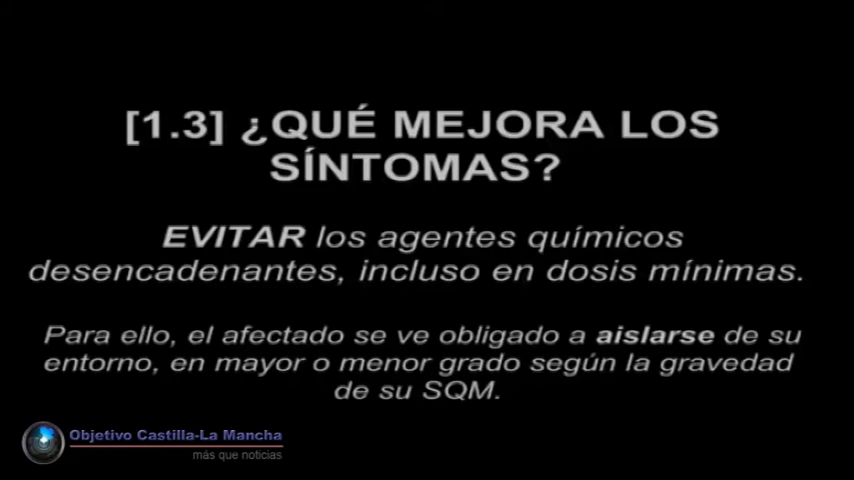 [1.3] ¿QUÉ MEJORA LOS
SÍNTOMAS?
EVITAR los agentes químicos
desencadenantes, incluso en dosis mínimas.
Para ello, el afectado se ve obligado a aislarse de su
entorno, en mayor o menor grado según la gravedad
de su SQM.
Objetivo Castilla-La Mancha
más que noticias